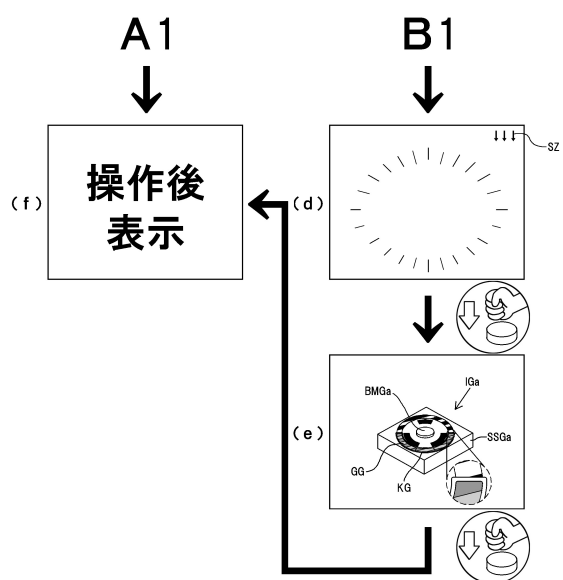 A1
B1
SZ
(f)
操作後
表示
(d)
(e)
BMGa
IGa
SSGa
GG
KG